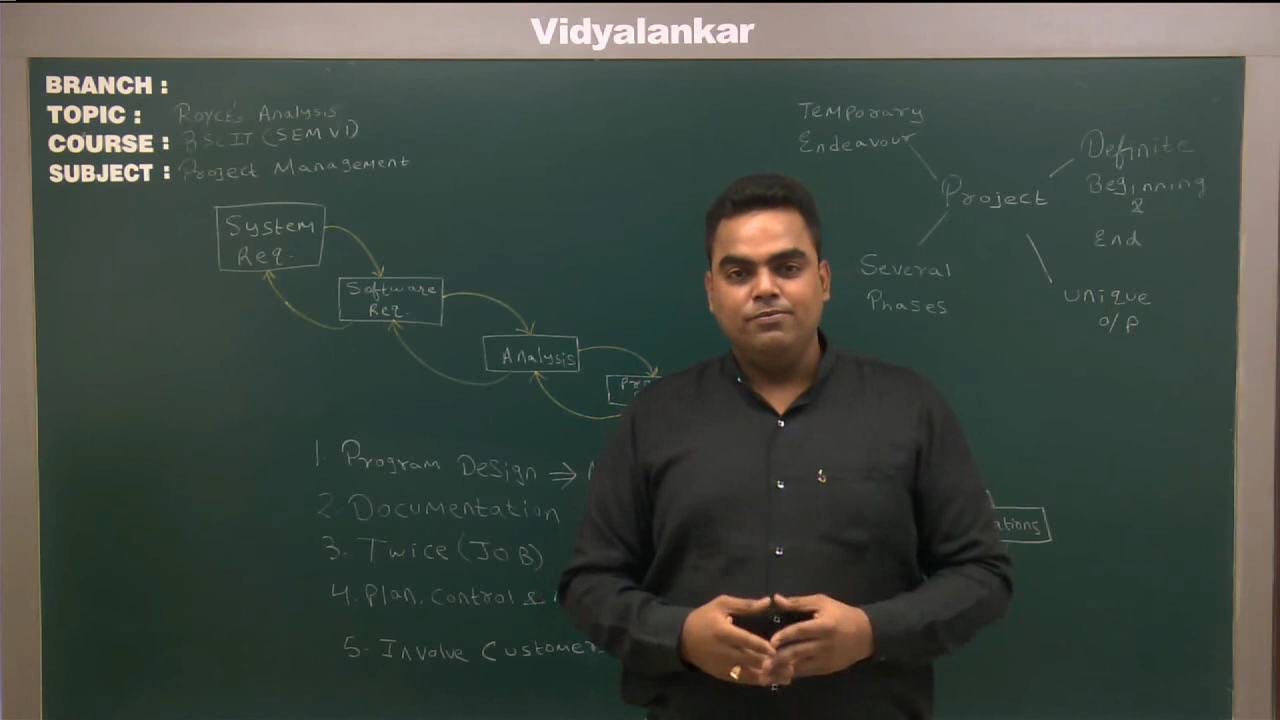 Vidyalankar
BRANCH :
TOPIC : Royce's Analysis
COURSE : BSc IT (SEM VI)
SUBJECT : Project Management
System
Req.
Software
Req.
Analysis
Temporary
Endeavour
Project
Definite
Beginning
&
End
Several
Phases
Unique
O/P
1. Program Design ⇒
2. Documentation
3. Twice (JOB)
4. Plan, Control &
5. Involve Customer